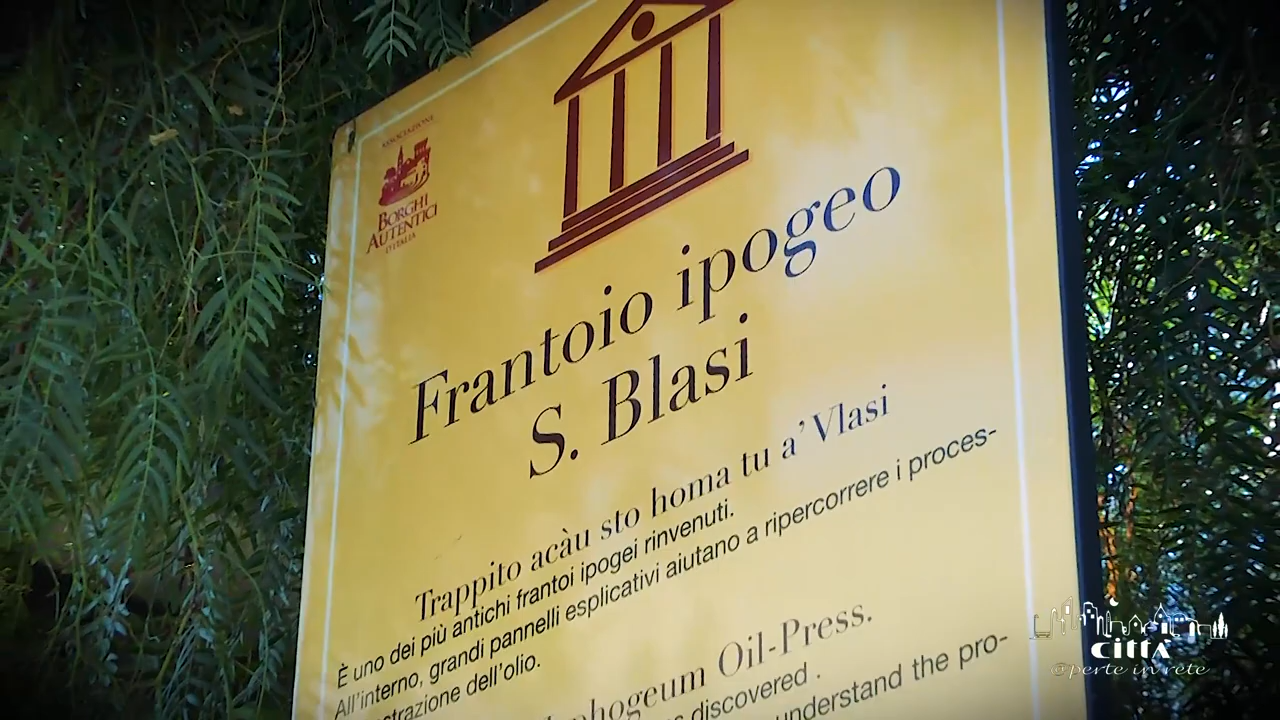 ASSOCIAZIONE
BORGHI
AUTENTICI
D'ITALIA
Frantoio ipogeo
S. Blasi
Trappito acàu sto homa tu a' Vlasi
È uno dei più antichi frantoi ipogei rinvenuti.
All'interno, grandi pannelli esplicativi aiutano a ripercorrere i proces-
strazione dell'olio.
phogeum Oil-Press.
discovered .
understand the pro-
CITTÀ
@perte in rete